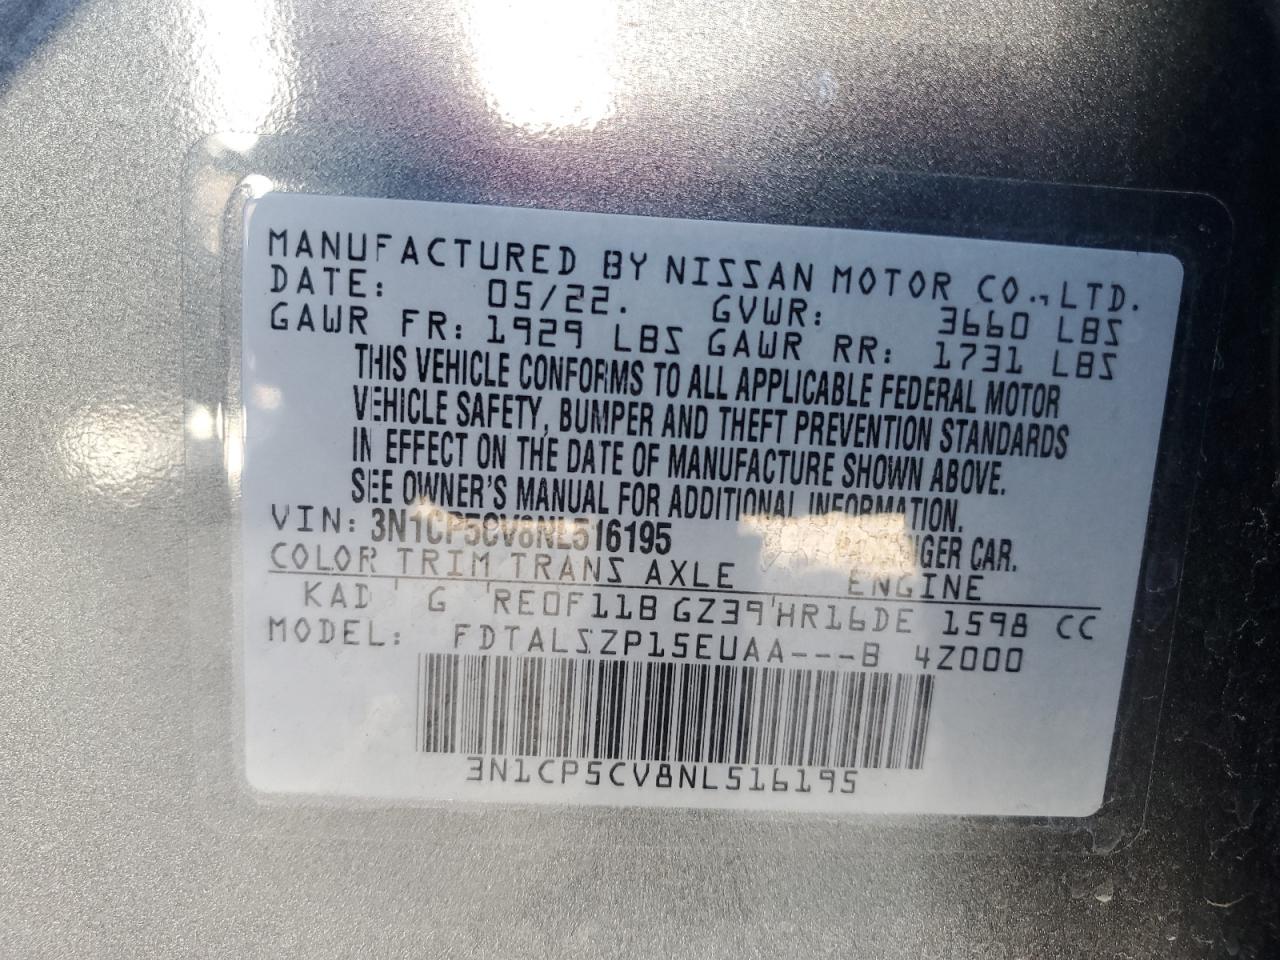 MANUFACTURED BY NISSAN MOTOR CO., LTD.
DATE: 05/22. GVWR: 3660 LBS
GAWR FR: 1929 LBS GAWR RR: 1731 LBS
THIS VEHICLE CONFORMS TO ALL APPLICABLE FEDERAL MOTOR
VEHICLE SAFETY, BUMPER AND THEFT PREVENTION STANDARDS
IN EFFECT ON THE DATE OF MANUFACTURE SHOWN ABOVE.
SEE OWNER'S MANUAL FOR ADDITIONAL INFORMATION.
VIN: 3N1CP5CV8NL516195 CAR.
COLOR TRIM TRANS AXLE ENGINE
KAD G RE0F11B GZ39 HR16DE 1598 CC
MODEL: FDTALSZP15EUAA---B 4Z000
3N1CP5CV8NL516195